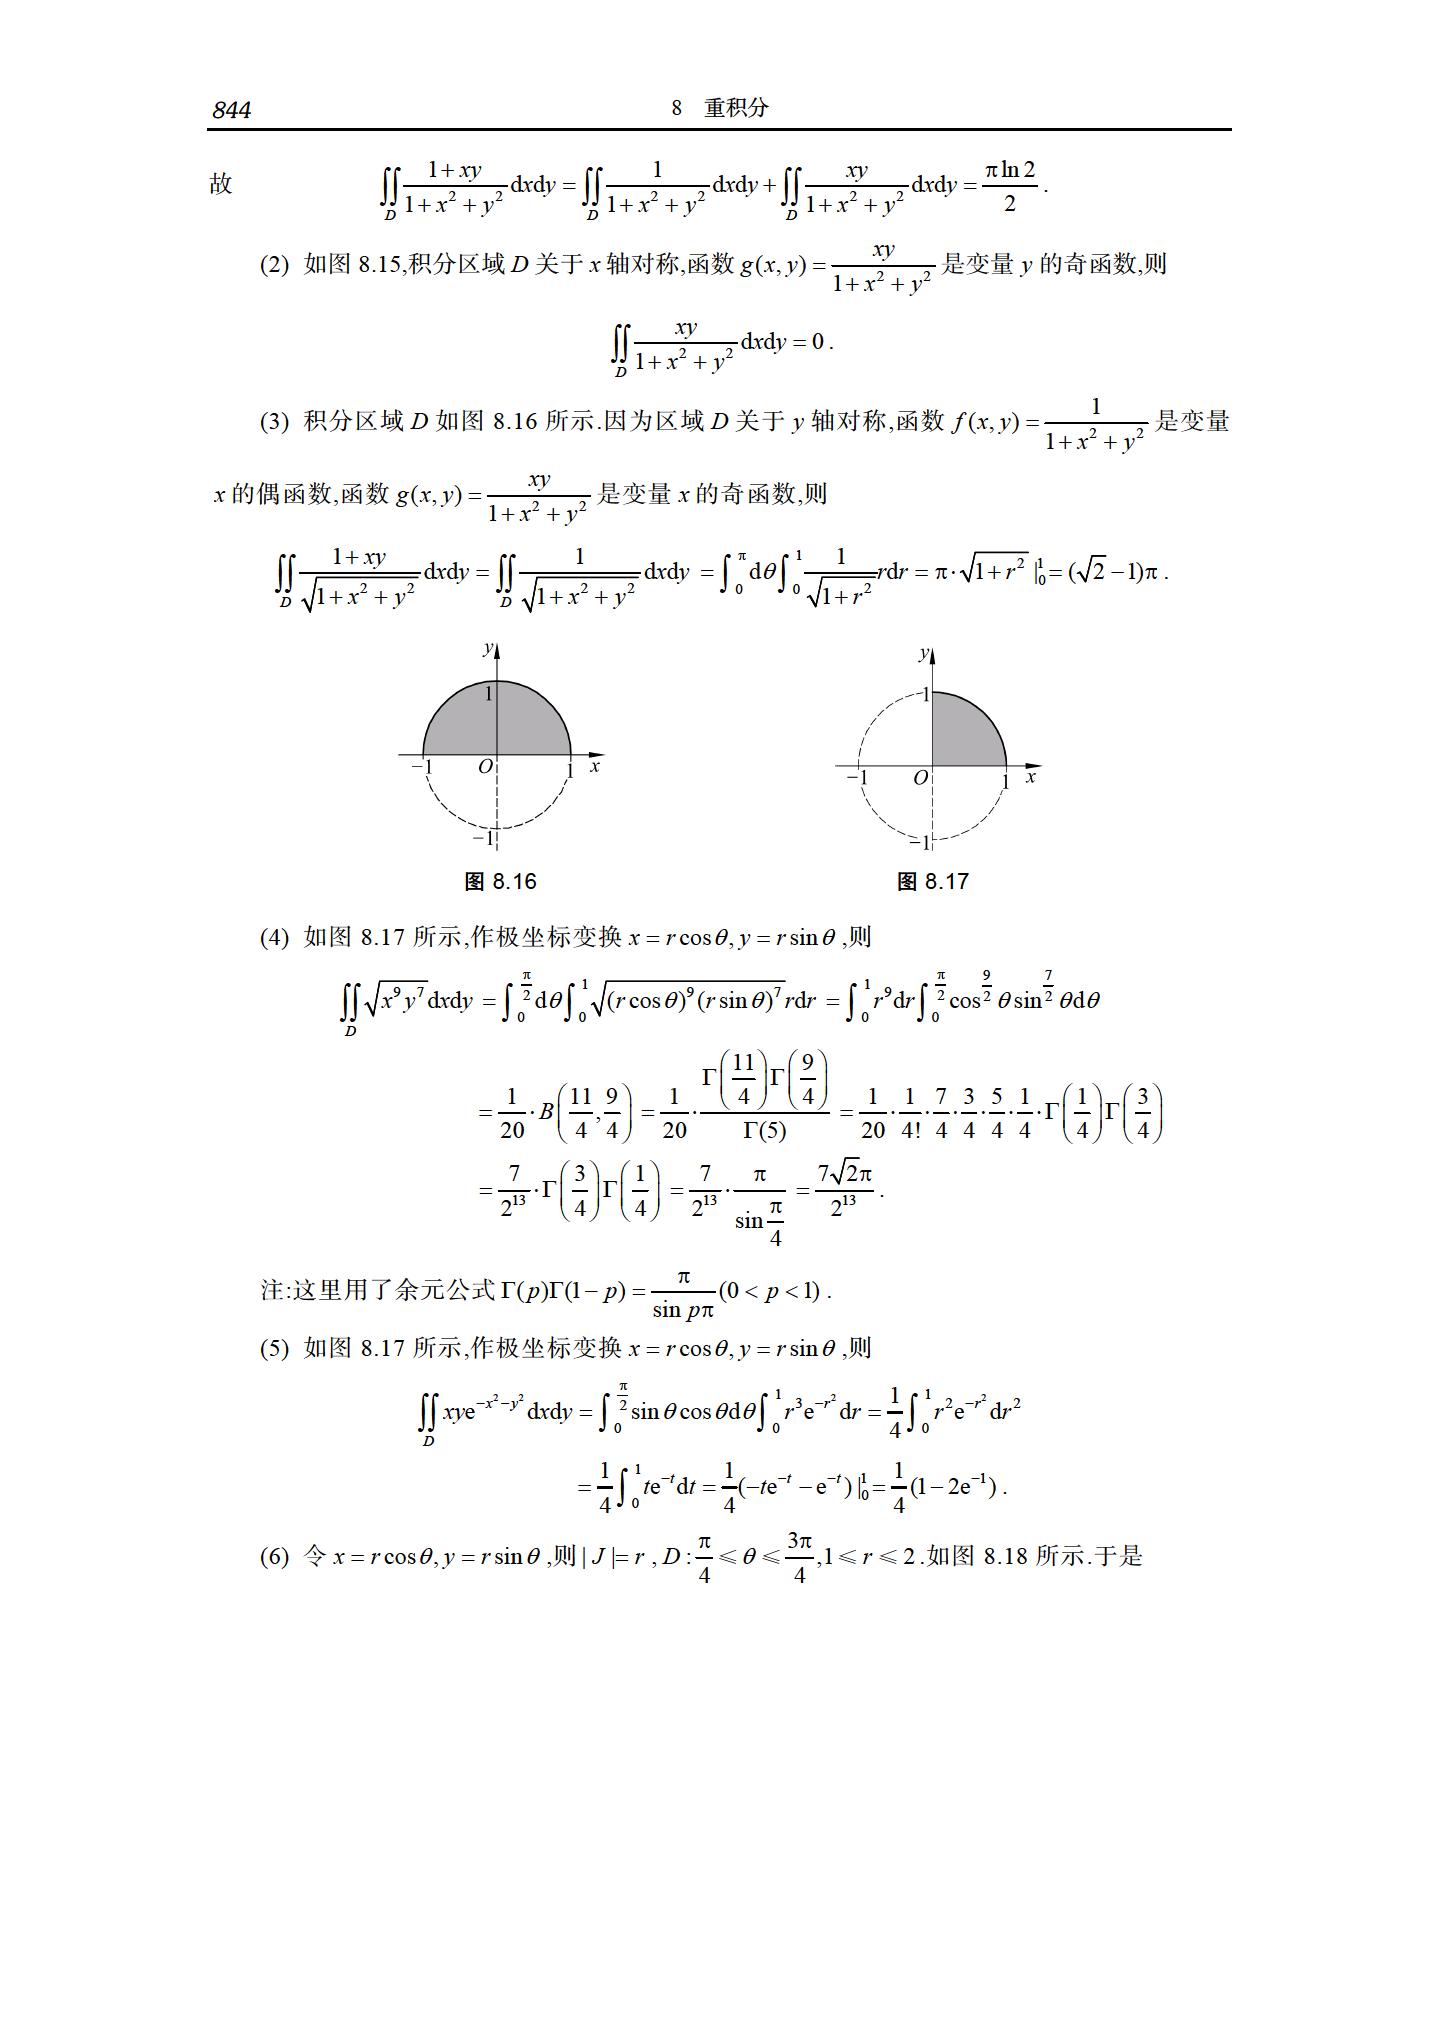 844 8 重积分
故 $\iint\limits_D \frac{1+xy}{1+x^2+y^2}\mathrm{d}x\mathrm{d}y = \iint\limits_D \frac{1}{1+x^2+y^2}\mathrm{d}x\mathrm{d}y + \iint\limits_D \frac{xy}{1+x^2+y^2}\mathrm{d}x\mathrm{d}y = \frac{\pi \ln 2}{2}$.
(2) 如图 8.15,积分区域 D 关于 x 轴对称,函数 $g(x,y) = \frac{xy}{1+x^2+y^2}$ 是变量 y 的奇函数,则
$\iint\limits_D \frac{xy}{1+x^2+y^2}\mathrm{d}x\mathrm{d}y = 0$.
(3) 积分区域 D 如图 8.16 所示.因为区域 D 关于 y 轴对称,函数 $f(x,y) = \frac{1}{1+x^2+y^2}$ 是变量
x 的偶函数,函数 $g(x,y) = \frac{xy}{1+x^2+y^2}$ 是变量 x 的奇函数,则
$\iint\limits_D \frac{1+xy}{\sqrt{1+x^2+y^2}}\mathrm{d}x\mathrm{d}y = \iint\limits_D \frac{1}{\sqrt{1+x^2+y^2}}\mathrm{d}x\mathrm{d}y = \int_0^{\pi}\mathrm{d}\theta\int_0^1 \frac{1}{\sqrt{1+r^2}}r\mathrm{d}r = \pi\cdot\sqrt{1+r^2}\,|_0^1 = (\sqrt{2}-1)\pi$.
y 1 −1 O 1 x −1
y 1 −1 O 1 x −1
图 8.16 图 8.17
(4) 如图 8.17 所示,作极坐标变换 $x = r\cos\theta, y = r\sin\theta$ ,则
$\iint\limits_D \sqrt{x^9y^7}\mathrm{d}x\mathrm{d}y = \int_0^{\frac{\pi}{2}}\mathrm{d}\theta\int_0^1 \sqrt{(r\cos\theta)^9(r\sin\theta)^7}r\mathrm{d}r = \int_0^1 r^9\mathrm{d}r\int_0^{\frac{\pi}{2}}\cos^{\frac{9}{2}}\theta\sin^{\frac{7}{2}}\theta\mathrm{d}\theta$
$= \frac{1}{20}\cdot B\left(\frac{11}{4},\frac{9}{4}\right) = \frac{1}{20}\cdot\frac{\Gamma\left(\frac{11}{4}\right)\Gamma\left(\frac{9}{4}\right)}{\Gamma(5)} = \frac{1}{20}\cdot\frac{1}{4!}\cdot\frac{7}{4}\cdot\frac{3}{4}\cdot\frac{5}{4}\cdot\frac{1}{4}\cdot\Gamma\left(\frac{1}{4}\right)\Gamma\left(\frac{3}{4}\right)$
$= \frac{7}{2^{13}}\cdot\Gamma\left(\frac{3}{4}\right)\Gamma\left(\frac{1}{4}\right) = \frac{7}{2^{13}}\cdot\frac{\pi}{\sin\frac{\pi}{4}} = \frac{7\sqrt{2}\pi}{2^{13}}$.
注:这里用了余元公式 $\Gamma(p)\Gamma(1-p) = \frac{\pi}{\sin p\pi}(0 < p < 1)$.
(5) 如图 8.17 所示,作极坐标变换 $x = r\cos\theta, y = r\sin\theta$ ,则
$\iint\limits_D xy\mathrm{e}^{-x^2-y^2}\mathrm{d}x\mathrm{d}y = \int_0^{\frac{\pi}{2}}\sin\theta\cos\theta\mathrm{d}\theta\int_0^1 r^3\mathrm{e}^{-r^2}\mathrm{d}r = \frac{1}{4}\int_0^1 r^2\mathrm{e}^{-r^2}\mathrm{d}r^2$
$= \frac{1}{4}\int_0^1 t\mathrm{e}^{-t}\mathrm{d}t = \frac{1}{4}(-t\mathrm{e}^{-t}-\mathrm{e}^{-t})\,|_0^1 = \frac{1}{4}(1-2\mathrm{e}^{-1})$.
(6) 令 $x = r\cos\theta, y = r\sin\theta$ ,则 $|J| = r$ , $D: \frac{\pi}{4} \leqslant \theta \leqslant \frac{3\pi}{4}, 1 \leqslant r \leqslant 2$.如图 8.18 所示.于是